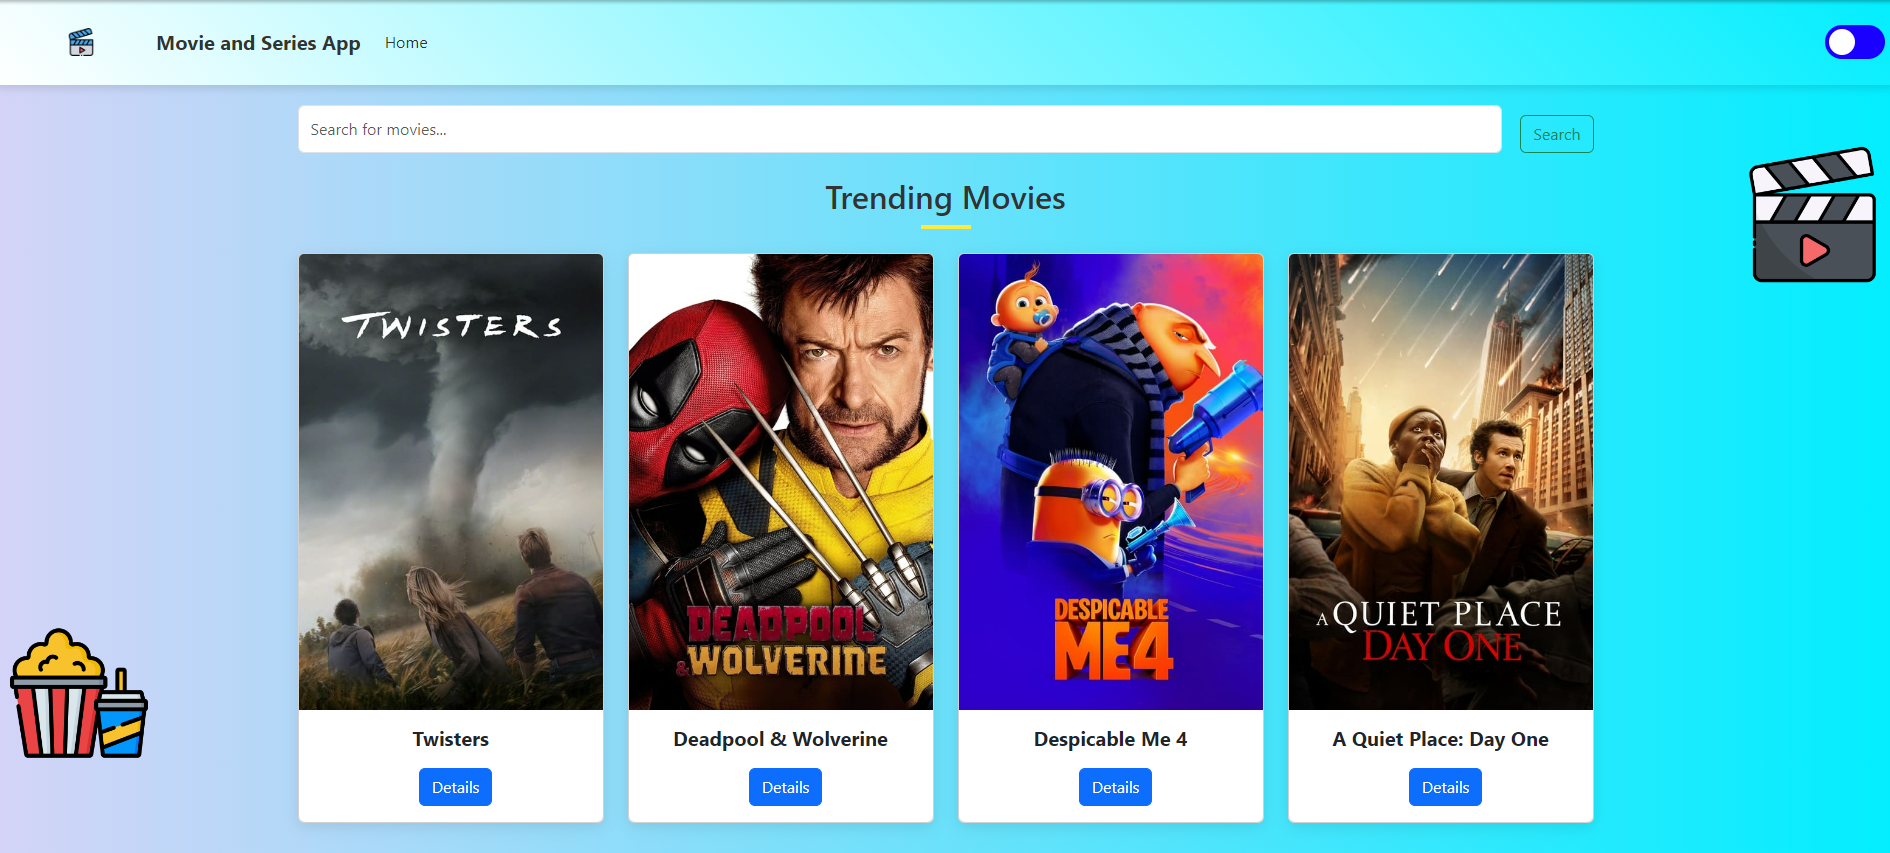 Movie and Series App
Home
Search for movies...
Search
Trending Movies
TWISTERS
DEADPOOL
& WOLVERINE
DESPICABLE
ME 4
A QUIET PLACE
DAY ONE
Twisters
Deadpool & Wolverine
Despicable Me 4
A Quiet Place: Day One
Details
Details
Details
Details